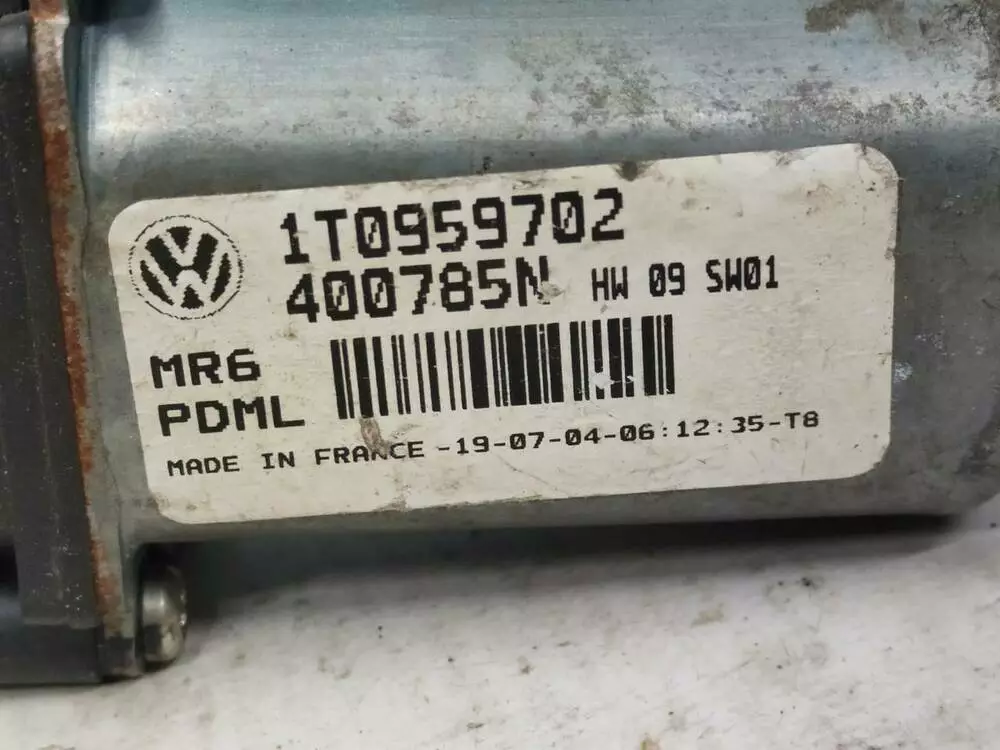 1T0959702
400785N HW 09 SW01
MR6
PDML
MADE IN FRANCE -19-07-04-06:12:35-T8